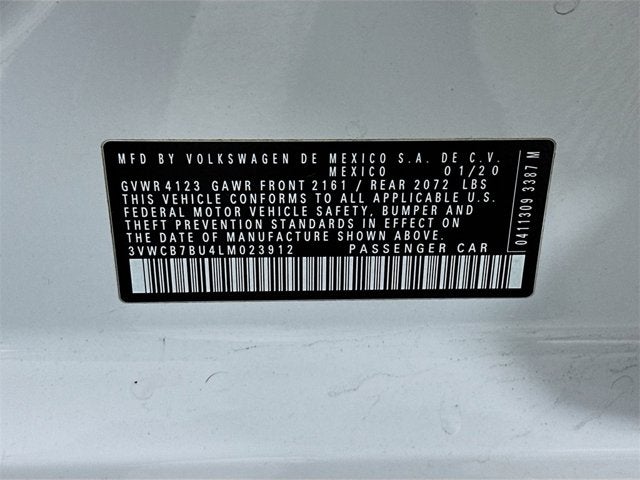 MFD BY VOLKSWAGEN DE MEXICO S.A. DE C.V.
MEXICO 01/20
GVWR 4123 GAWR FRONT 2161 / REAR 2072 LBS
THIS VEHICLE CONFORMS TO ALL APPLICABLE U.S.
FEDERAL MOTOR VEHICLE SAFETY, BUMPER AND
THEFT PREVENTION STANDARDS IN EFFECT ON
THE DATE OF MANUFACTURE SHOWN ABOVE.
3VWCB7BU4LM023912 PASSENGER CAR
0411309 3387 M